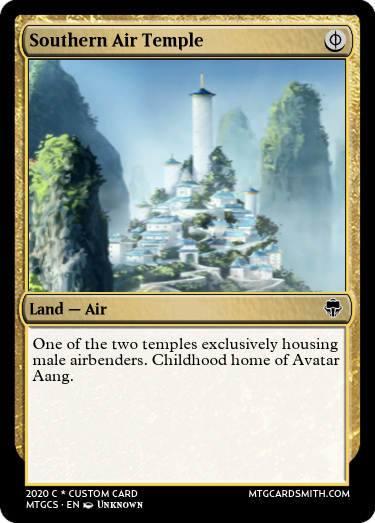 Southern Air Temple
Land — Air
One of the two temples exclusively housing
male airbenders. Childhood home of Avatar
Aang.
2020 C * CUSTOM CARD
MTGCARDSMITH.COM
MTGCS · EN UNKNOWN